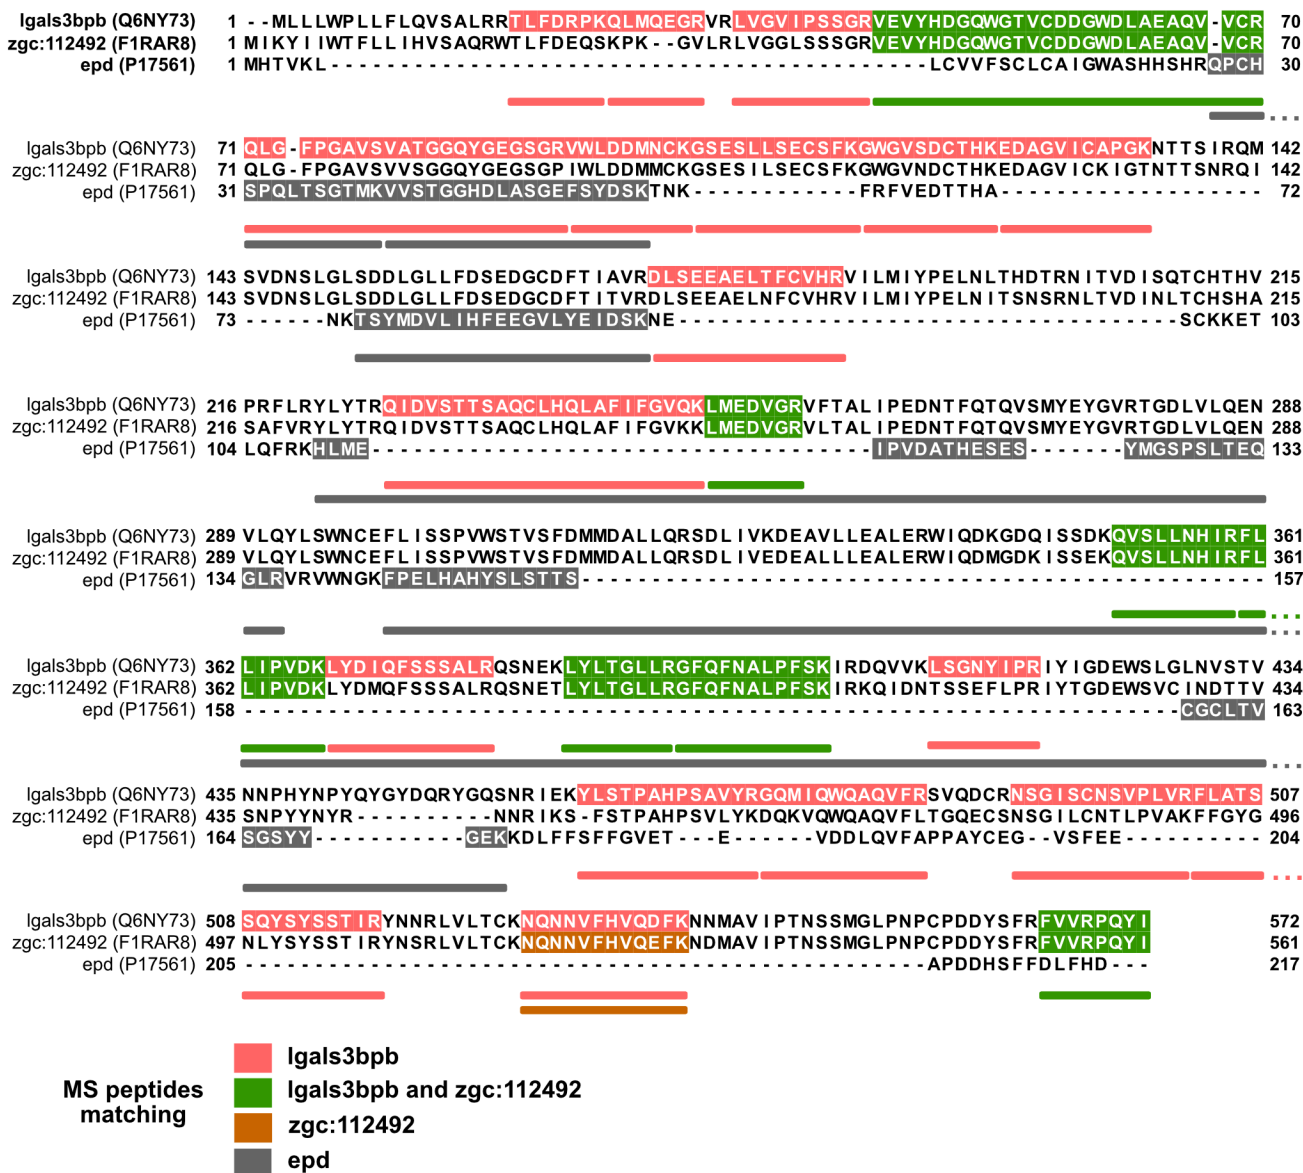 lgals3bpb (Q6NY73) 1 --MLLLWPLLFLQVSALRRTLFDRPKQLMQEGRVRLVGVIPSSGRVEVYHDGQWGTVCDDGWDLAEAQV-VCR 70
zgc:112492 (F1RAR8) 1 MIKYIIWTFLLIHVSAQRWTLFDEQSKPK--GVLRLVGGLSSSGRVEVYHDGQWGTVCDDGWDLAEAQV-VCR 70
epd (P17561) 1 MHTVKL-------------------------------------------LCVVFSCLCAIGWASHHSHRQPCH 30
...
lgals3bpb (Q6NY73) 71 QLG-FPGAVSVATGGQYGEGSGRVWLDDMNCKGSESLLSECSFKGWGVSDCTHKEDAGVICAPGKNTTSIRQM 142
zgc:112492 (F1RAR8) 71 QLG-FPGAVSVVSGGQYGEGSGPIWLDDMMCKGSESILSECSFKGWGVNDCTHKEDAGVICKIGTNTTSNRQI 142
epd (P17561) 31 SPQLTSGTMKVVSTGGHDLASGEFSYDSKTNK------------FRFVEDTTHA------------------- 72
lgals3bpb (Q6NY73) 143 SVDNSLGLSDDLGLLFDSEDGCDFTIAVRDLSEEAELTFCVHRVILMIYPELNLTHDTRNITVDISQTCHTHV 215
zgc:112492 (F1RAR8) 143 SVDNSLGLSDDLGLLFDSEDGCDFTITVRDLSEEAELNFCVHRVILMIYPELNITSNSRNLTVDINLTCHSHA 215
epd (P17561) 73 ------NKTSYMDVLIHFEEGVLYEIDSKNE------------------------------------SCKKET 103
lgals3bpb (Q6NY73) 216 PRFLRYLYTRQIDVSTTSAQCLHQLAFIFGVQKLMEDVGRVFTALIPEDNTFQTQVSMYEYGVRTGDLVLQEN 288
zgc:112492 (F1RAR8) 216 SAFVRYLYTRQIDVSTTSAQCLHQLAFIFGVKKLMEDVGRVLTALIPEDNTFQTQVSMYEYGVRTGDLVLQEN 288
epd (P17561) 104 LQFRKHLME------------------------------------IPVDATHESES-------YMGSPSLTEQ 133
lgals3bpb (Q6NY73) 289 VLQYLSWNCEFLISSPVWSTVSFDMMDALLQRSDLIVKDEAVLLEALERWIQDKGDQISSDKQVSLLNHIRFL 361
zgc:112492 (F1RAR8) 289 VLQYLSWNCEFLISSPVWSTVSFDMMDALLQRSDLIVEDEAVLLEALERWIQDMGDKISSEKQVSLLNHIRFL 361
epd (P17561) 134 GLRVRVWNGKFPELHAHYSLSTTS------------------------------------------------- 157
...
...
lgals3bpb (Q6NY73) 362 LIPVDKLYDIQFSSSALRQSNEKLYLTGLLRGFQFNALPFSKIRDQVVKLSGNYIPRIYIGDEWSLGLNVSTV 434
zgc:112492 (F1RAR8) 362 LIPVDKLYDMQFSSSALRQSNETLYLTGLLRGFQFNALPFSKIRKQIDNTSSEFLPRIYTGDEWSVCINDTTV 434
epd (P17561) 158 -------------------------------------------------------------------CGCLTV 163
...
lgals3bpb (Q6NY73) 435 NNPHYNPYQYGYDQRYGQSNRIEKYLSTPAHPSAVYRGQMIQWQAQVFRSVQDCRNSGISCNSVPLVRFLATS 507
zgc:112492 (F1RAR8) 435 SNPYYNYR----------NNRIKS-FSTPAHPSVLYKDQKVQWQAQVFLTGQECSNSGILCNTLPVAKFFGYG 496
epd (P17561) 164 SGSYY-----------GEKKDLFFSFFGVET--E------VDDLQVFAPPAYCEG--VSFEE----------- 204
...
lgals3bpb (Q6NY73) 508 SQYSYSSTIRYNNRLVLTCKNQNNVFHVQDFKNNMAVIPTNSSMGLPNPCPDDYSFRFVVRPQYI 572
zgc:112492 (F1RAR8) 497 NLYSYSSTIRYNSRLVLTCKNQNNVFHVQEFKNDMAVIPTNSSMGLPNPCPDDYSFRFVVRPQYI 561
epd (P17561) 205 -------------------------------------------------APDDHSFFDLFHD--- 217
MS peptides matching
lgals3bpb
lgals3bpb and zgc:112492
zgc:112492
epd